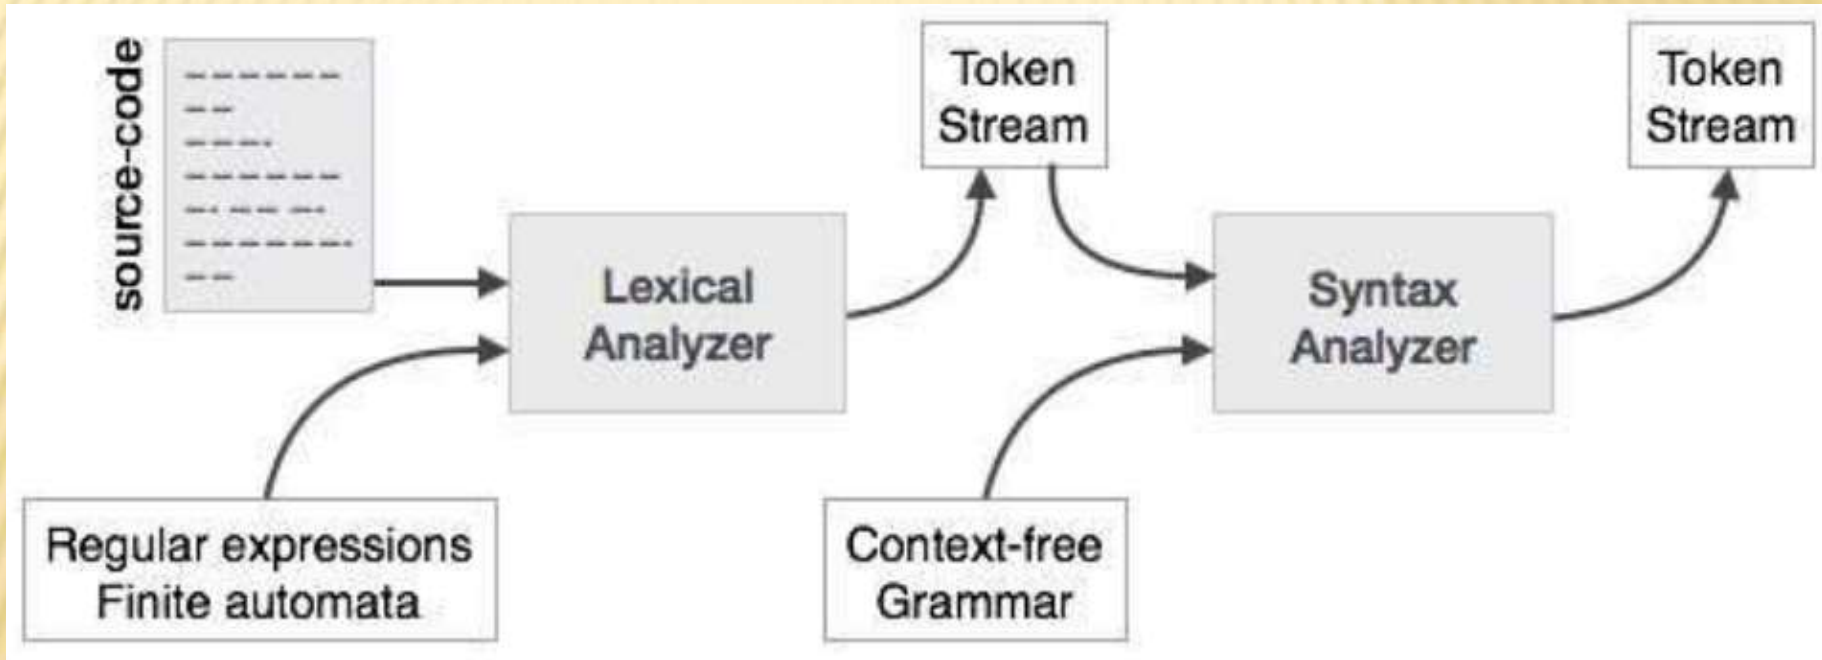 source-code
Token
Stream
Token
Stream
Lexical
Analyzer
Syntax
Analyzer
Regular expressions
Finite automata
Context-free
Grammar